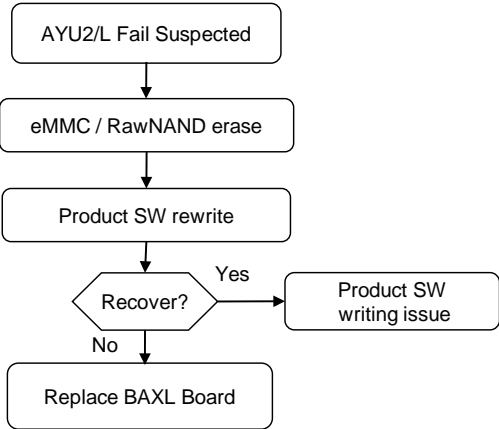 AYU2/L Fail Suspected
eMMC / RawNAND erase
Product SW rewrite
Recover?
Yes
Product SW
writing issue
No
Replace BAXL Board